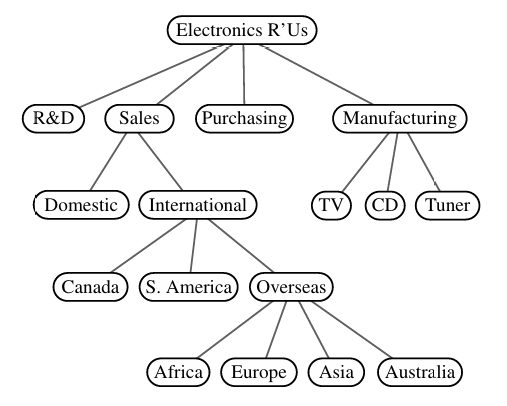 Electronics R'Us
R&D
Sales
Purchasing
Manufacturing
Domestic
International
TV
CD
Tuner
Canada
S. America
Overseas
Africa
Europe
Asia
Australia